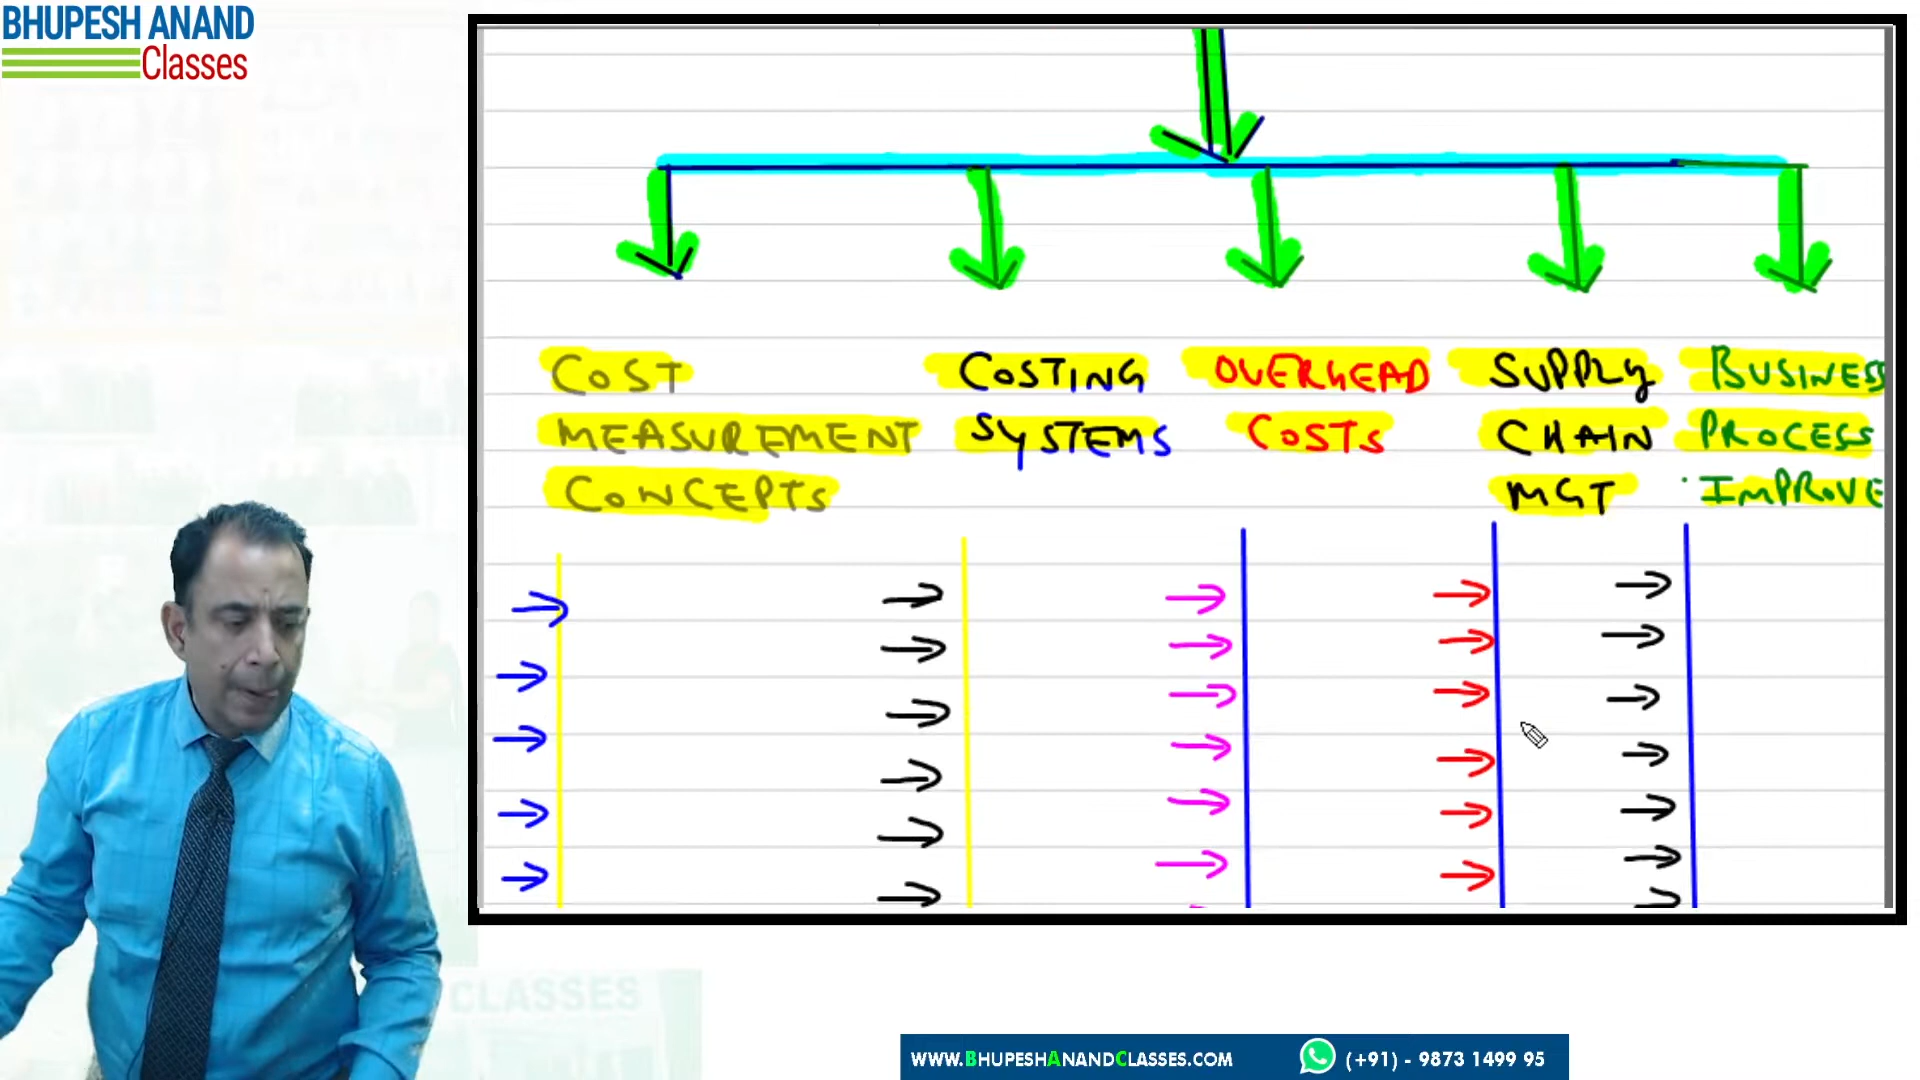 BHUPESH ANAND
Classes
COST
MEASUREMENT
CONCEPTS
COSTING
SYSTEMS
OVERHEAD
COSTS
SUPPLY
CHAIN
MGT
BUSINESS
PROCESS
IMPROVE
CLASSES
WWW.BHUPESHANANDCLASSES.COM (+91) - 9873 1499 95